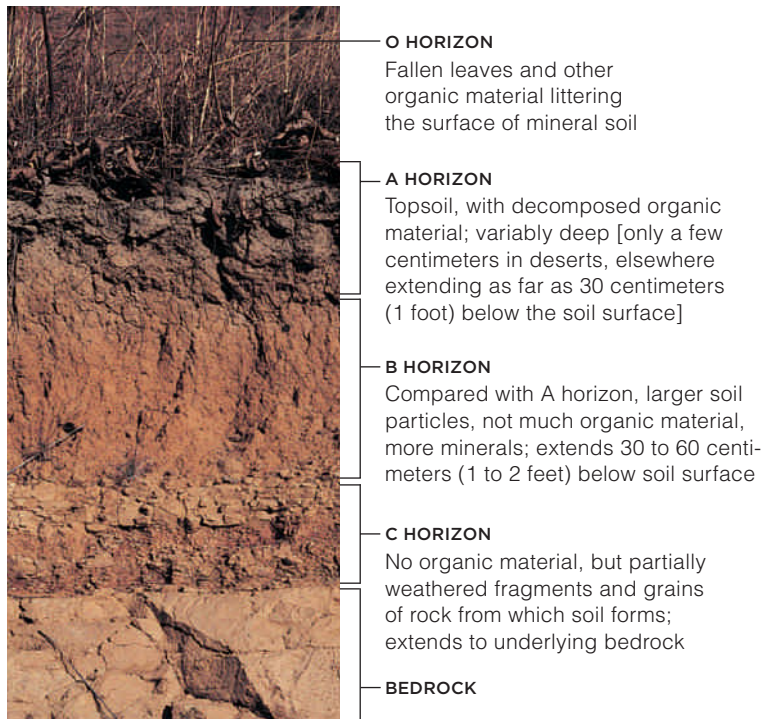 O HORIZON
Fallen leaves and other
organic material littering
the surface of mineral soil
A HORIZON
Topsoil, with decomposed organic
material; variably deep [only a few
centimeters in deserts, elsewhere
extending as far as 30 centimeters
(1 foot) below the soil surface]
B HORIZON
Compared with A horizon, larger soil
particles, not much organic material,
more minerals; extends 30 to 60 centi-
meters (1 to 2 feet) below soil surface
C HORIZON
No organic material, but partially
weathered fragments and grains
of rock from which soil forms;
extends to underlying bedrock
BEDROCK